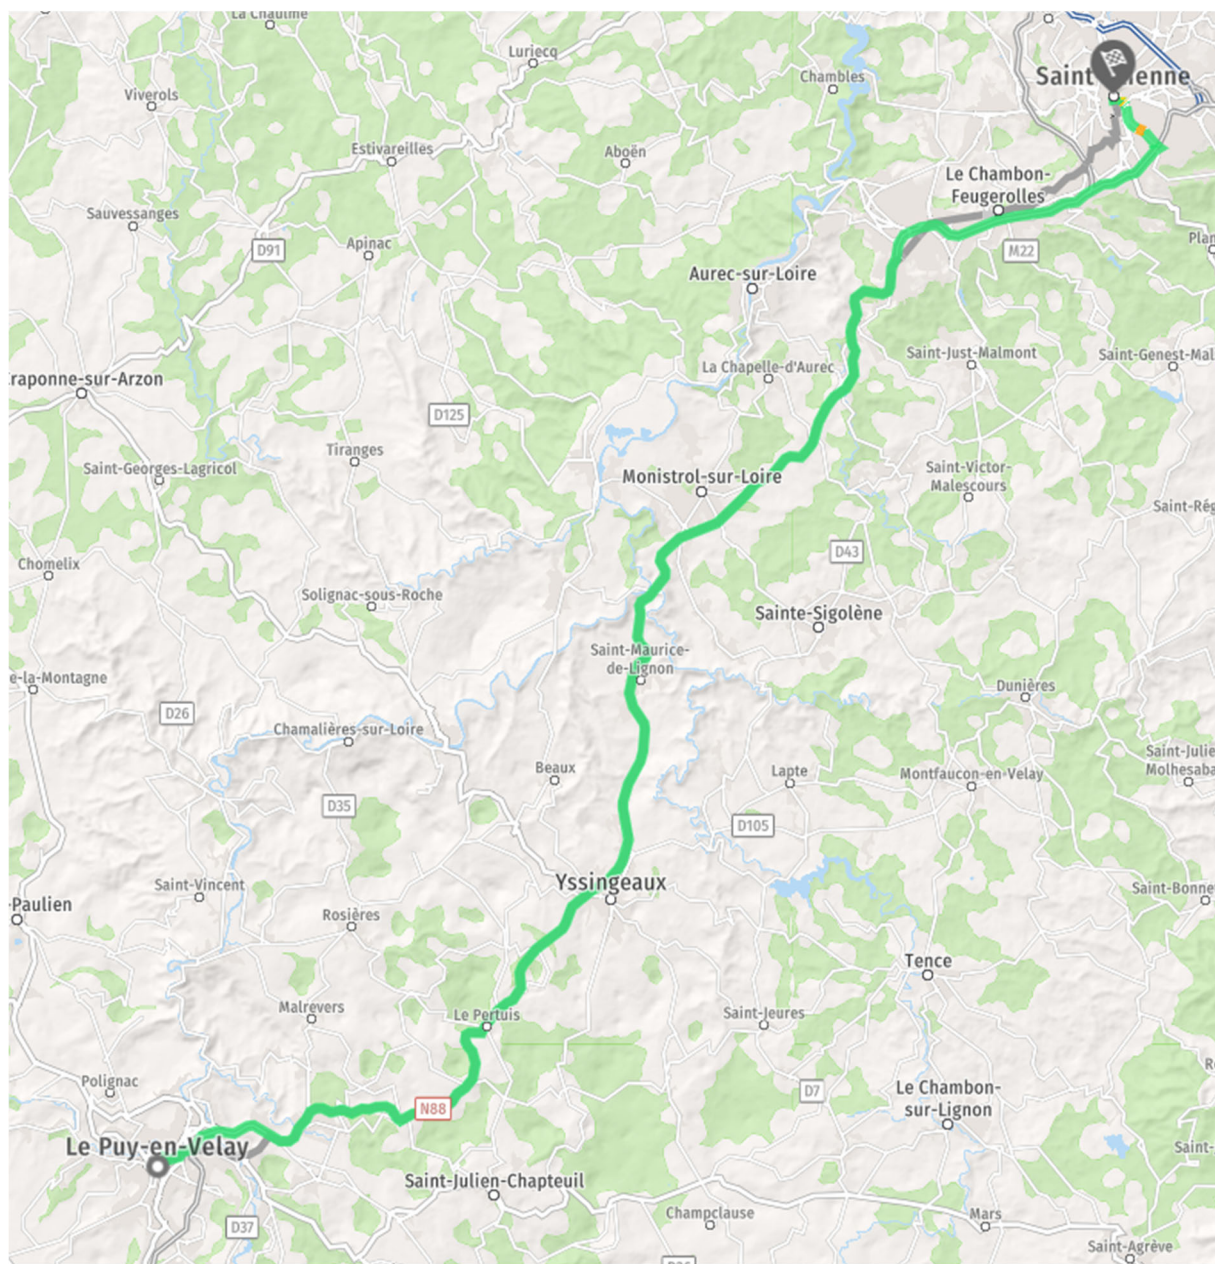 La Chaulme
Luriecq
Saint
ienne
Chambles
Viverols
Estivareilles
Aboën
Le Chambon-
Feugerolles
Sauvessanges
D91
Apinac
M22
Plan
Aurec-sur-Loire
Saint-Just-Malmont
Saint-Genest-Mal
La Chapelle-d'Aurec
raponne-sur-Arzon
D125
Tiranges
Saint-Georges-Lagricol
Monistrol-sur-Loire
Saint-Victor-
Malescours
Saint-Rég
D43
Chomelix
Solignac-sous-Roche
Sainte-Sigolène
Saint-Maurice-
de-Lignon
e-la-Montagne
Dunières
D26
Chamalières-sur-Loire
Saint-Julie
Molhesaba
Beaux
Lapte
Montfaucon-en-Velay
D35
D105
Saint-Vincent
Yssingeaux
Saint-Bonne
-Paulien
Rosières
Tence
Malrevers
Le Pertuis
Saint-Jeures
Polignac
D7
Le Chambon-
sur-Lignon
N88
Le Puy-en-Velay
Saint-
Saint-Julien-Chapteuil
D37
Champclause
Mars
Saint-Agrève